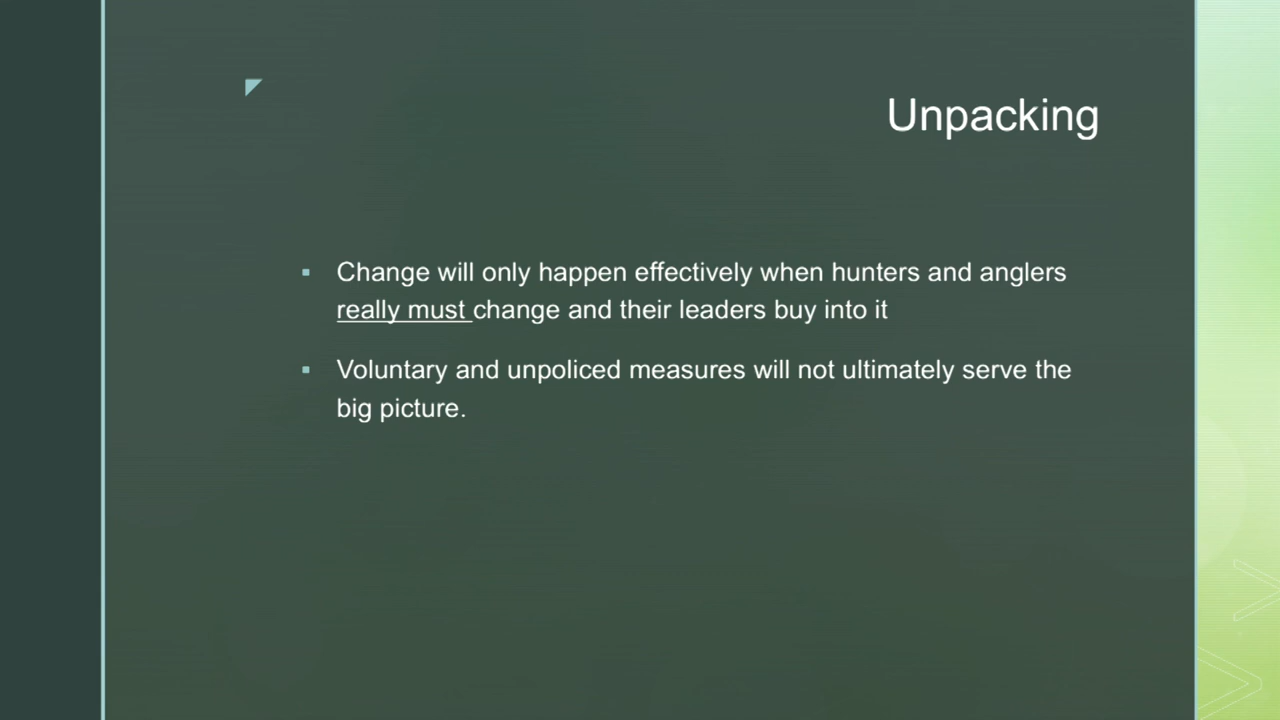 Unpacking
▪ Change will only happen effectively when hunters and anglers
really must change and their leaders buy into it
▪ Voluntary and unpoliced measures will not ultimately serve the
big picture.